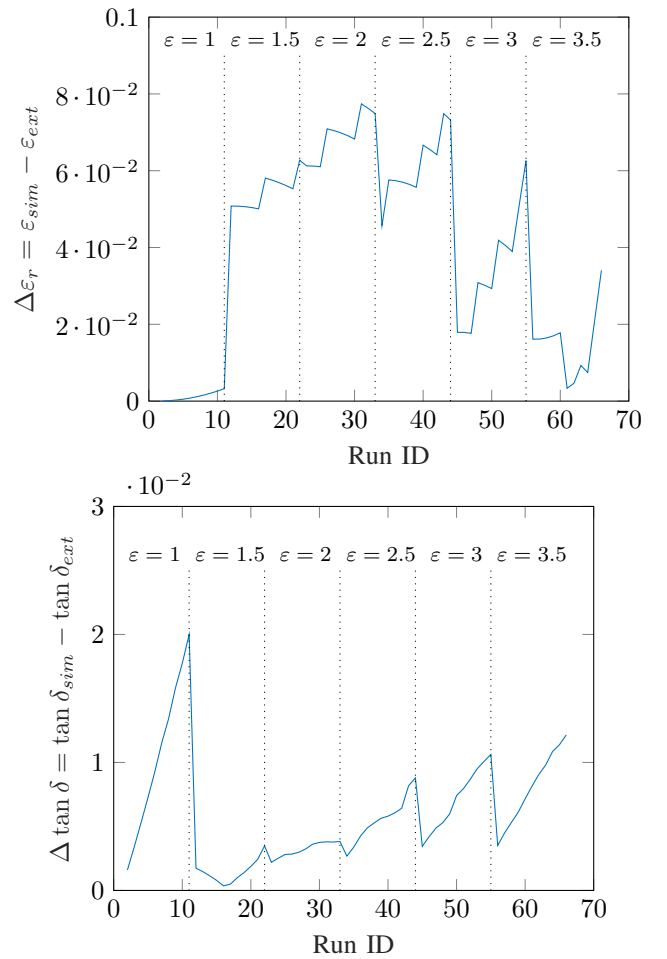 0.1
ε = 1 ε = 1.5 ε = 2 ε = 2.5 ε = 3 ε = 3.5
8 · 10⁻²
6 · 10⁻²
4 · 10⁻²
2 · 10⁻²
0
Δεᵣ = ε_sim − ε_ext
0 10 20 30 40 50 60 70
Run ID
· 10⁻²
3
ε = 1 ε = 1.5 ε = 2 ε = 2.5 ε = 3 ε = 3.5
2
1
0
Δ tan δ = tan δ_sim − tan δ_ext
0 10 20 30 40 50 60 70
Run ID